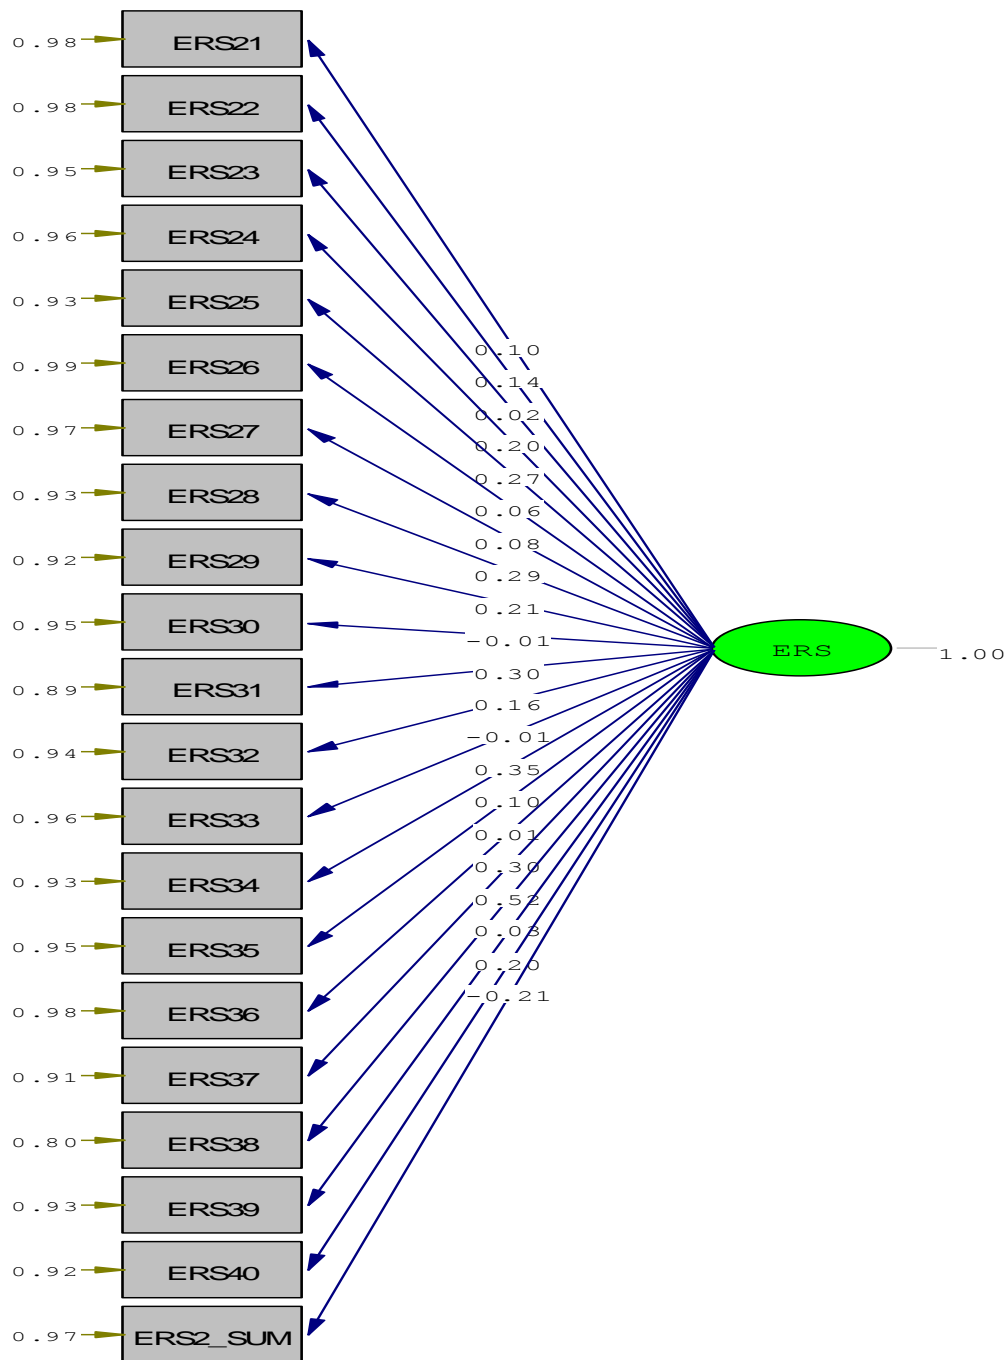 0.98 ERS21
0.98 ERS22
0.95 ERS23
0.96 ERS24
0.93 ERS25
0.99 ERS26
0.97 ERS27
0.93 ERS28
0.92 ERS29
0.95 ERS30
0.89 ERS31
0.94 ERS32
0.96 ERS33
0.93 ERS34
0.95 ERS35
0.98 ERS36
0.91 ERS37
0.80 ERS38
0.93 ERS39
0.92 ERS40
0.97 ERS2_SUM
0.10
0.14
0.02
0.20
0.27
0.06
0.08
0.29
0.21
-0.01
0.30
0.16
-0.01
0.35
0.10
0.01
0.30
0.52
0.03
0.20
-0.21
ERS 1.00